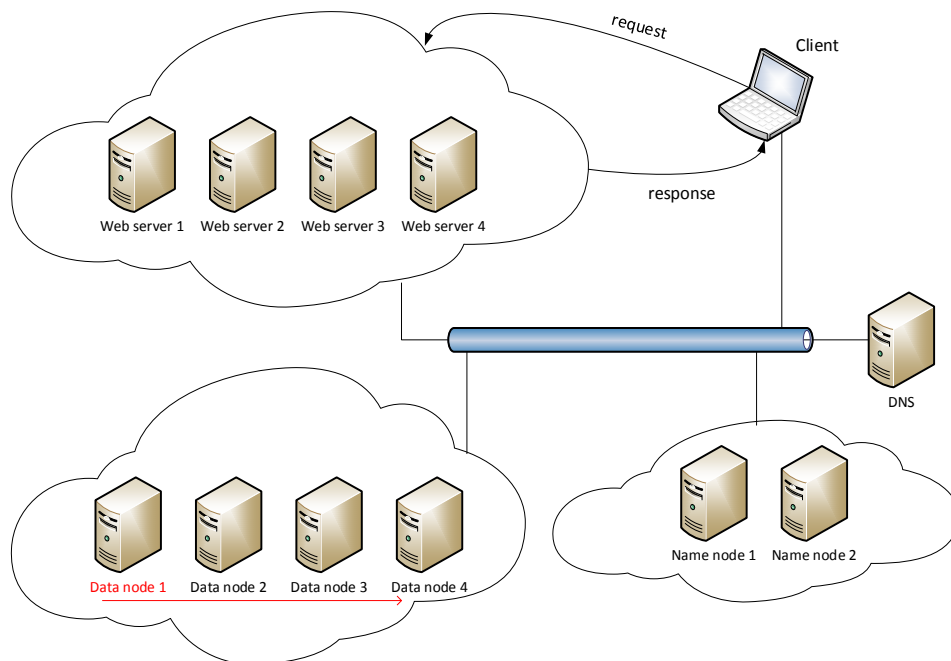 request
Client
response
Web server 1
Web server 2
Web server 3
Web server 4
DNS
Data node 1
Data node 2
Data node 3
Data node 4
Name node 1
Name node 2